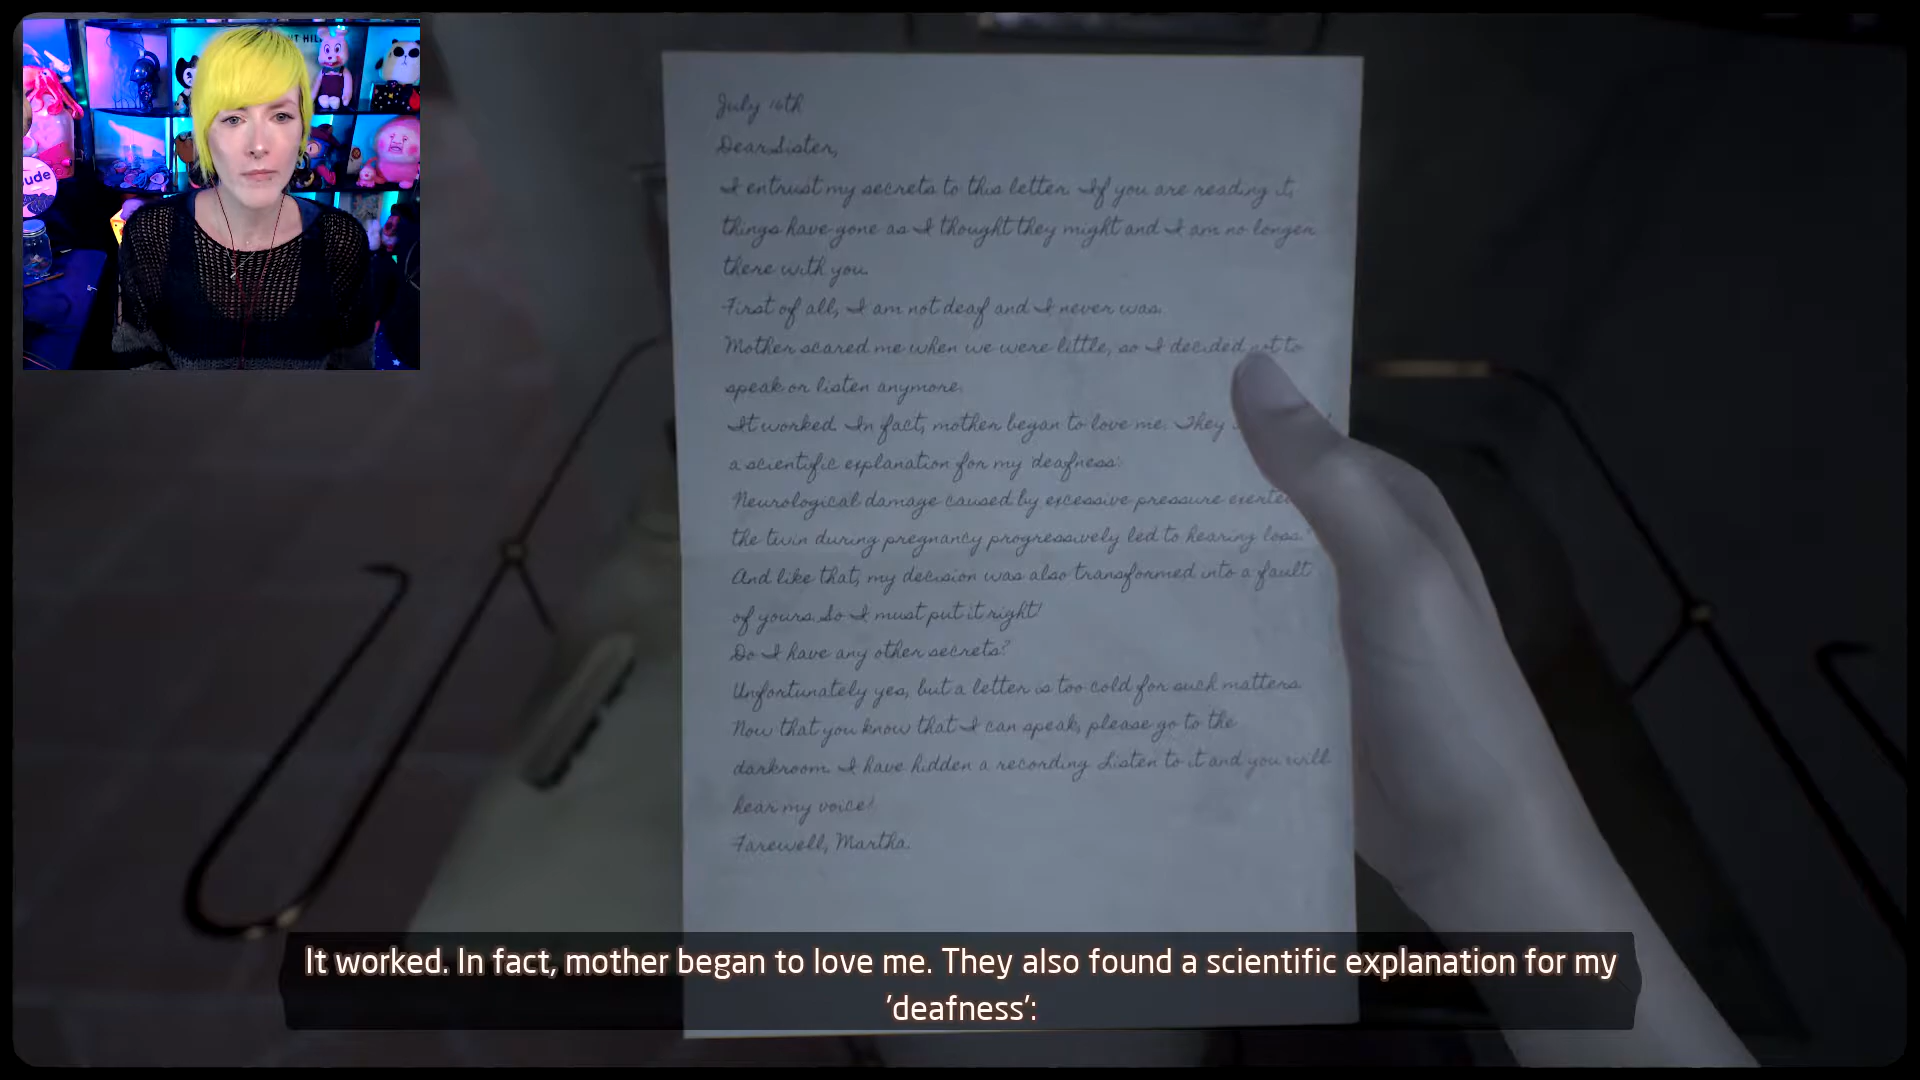 NT HIL
ude
July 16th
Dear Sister,
I entrust my secrets to this letter. If you are reading it,
things have gone as I thought they might and I am no longer
there with you.
First of all, I am not deaf and I never was.
Mother scared me when we were little, so I decided not to
speak or listen anymore.
It worked. In fact, mother began to love me. They
a scientific explanation for my 'deafness':
Neurological damage caused by excessive pressure exerte
the twin during pregnancy progressively led to hearing loss."
And like that, my decision was also transformed into a fault
of yours. So I must put it right!
Do I have any other secrets?
Unfortunately yes, but a letter is too cold for such matters.
Now that you know that I can speak, please go to the
darkroom. I have hidden a recording. Listen to it and you will
hear my voice!
Farewell, Martha.
It worked. In fact, mother began to love me. They also found a scientific explanation for my
'deafness':